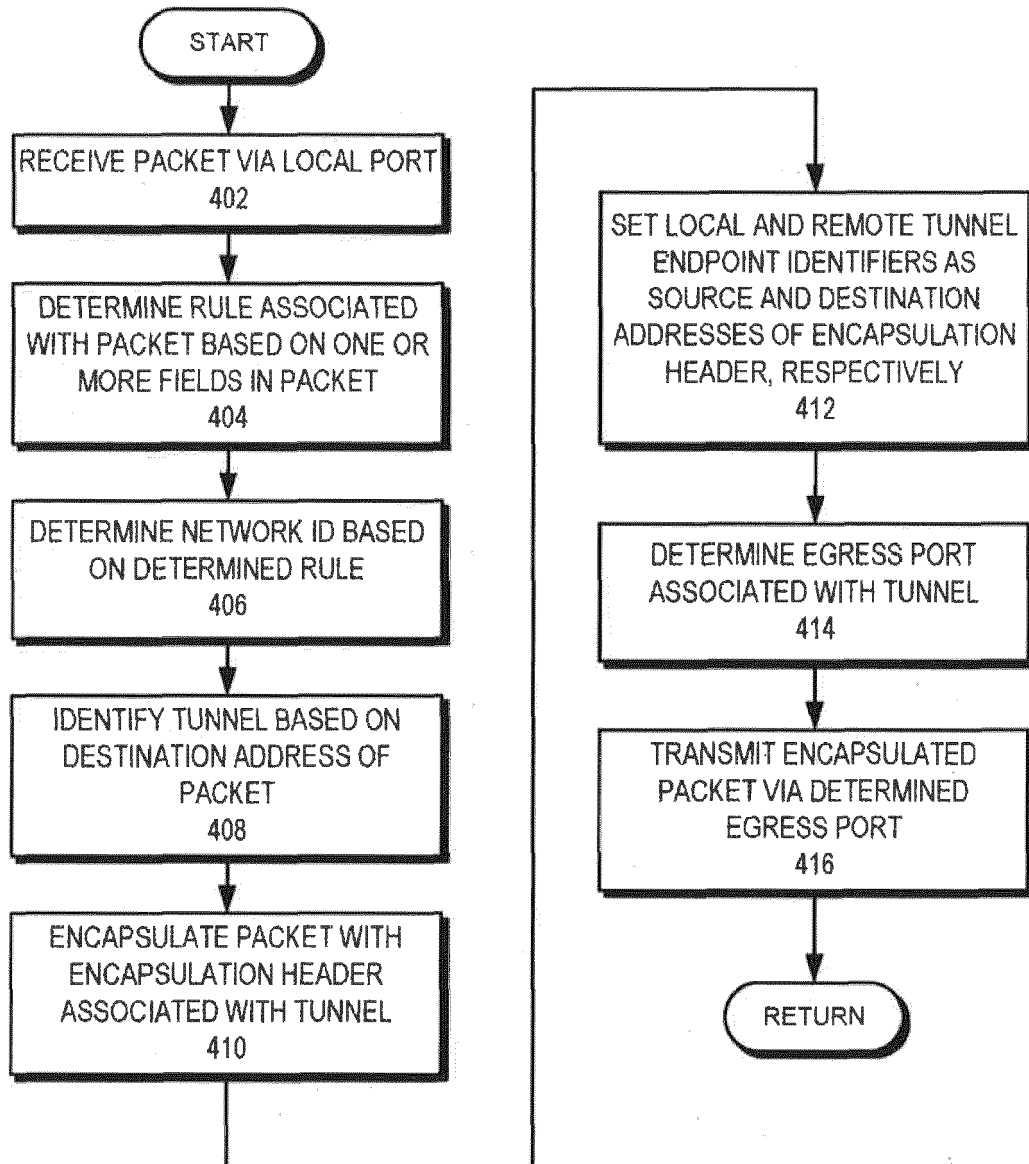 START
RECEIVE PACKET VIA LOCAL PORT
402
DETERMINE RULE ASSOCIATED
WITH PACKET BASED ON ONE OR
MORE FIELDS IN PACKET
404
DETERMINE NETWORK ID BASED
ON DETERMINED RULE
406
IDENTIFY TUNNEL BASED ON
DESTINATION ADDRESS OF
PACKET
408
ENCAPSULATE PACKET WITH
ENCAPSULATION HEADER
ASSOCIATED WITH TUNNEL
410
SET LOCAL AND REMOTE TUNNEL
ENDPOINT IDENTIFIERS AS
SOURCE AND DESTINATION
ADDRESSES OF ENCAPSULATION
HEADER, RESPECTIVELY
412
DETERMINE EGRESS PORT
ASSOCIATED WITH TUNNEL
414
TRANSMIT ENCAPSULATED
PACKET VIA DETERMINED
EGRESS PORT
416
RETURN